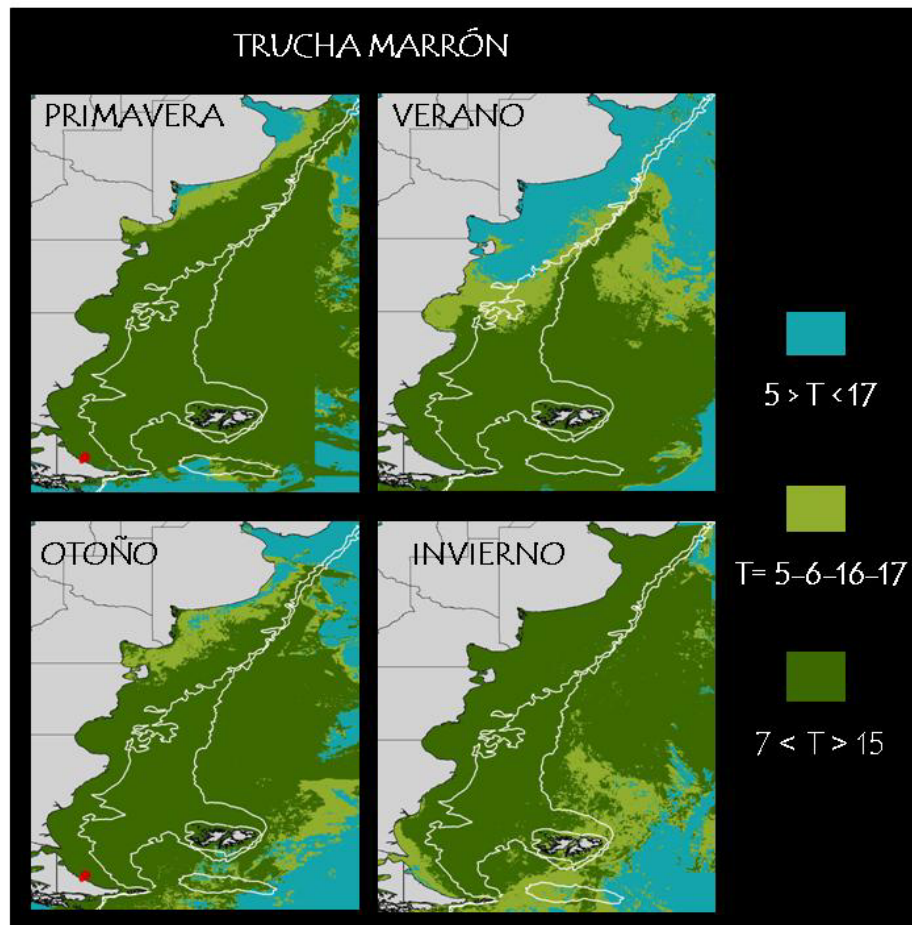 TRUCHA MARRÓN
PRIMAVERA
VERANO
5 > T < 17
T= 5-6-16-17
OTOÑO
INVIERNO
7 < T > 15